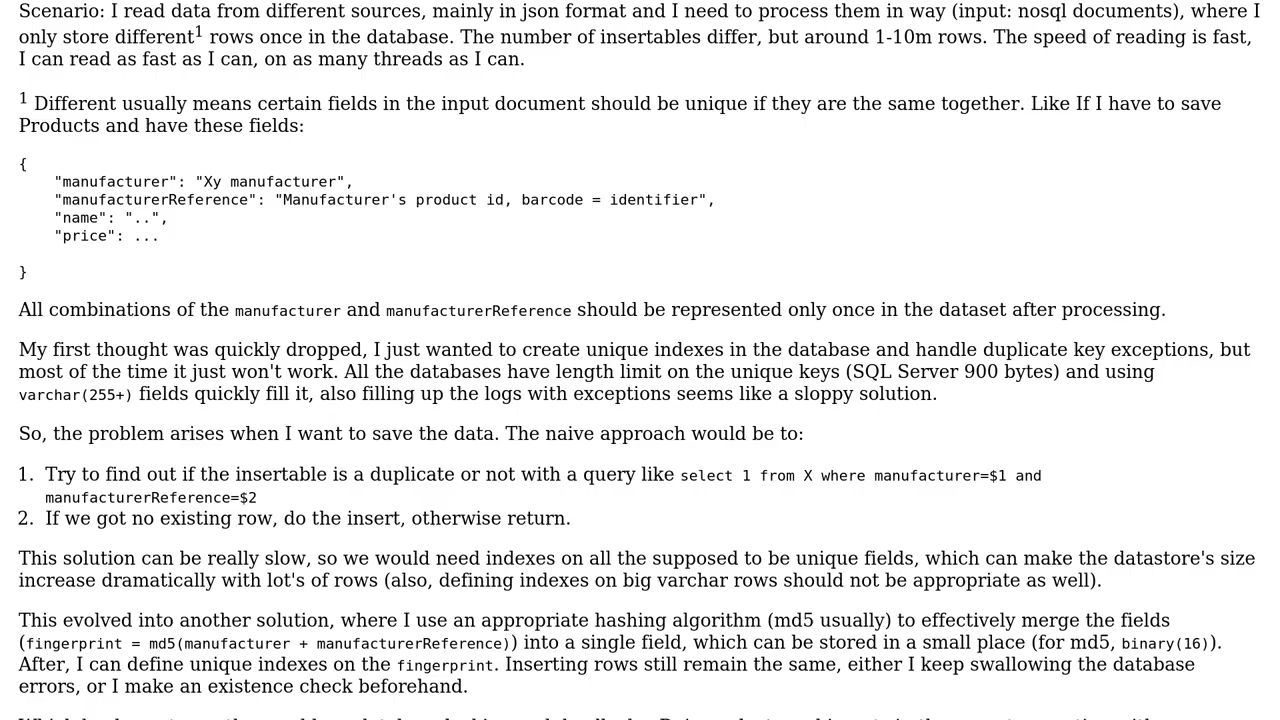 Scenario: I read data from different sources, mainly in json format and I need to process them in way (input: nosql documents), where I
only store different1 rows once in the database. The number of insertables differ, but around 1-10m rows. The speed of reading is fast,
I can read as fast as I can, on as many threads as I can.
1 Different usually means certain fields in the input document should be unique if they are the same together. Like If I have to save
Products and have these fields:
{
"manufacturer": "Xy manufacturer",
"manufacturerReference": "Manufacturer's product id, barcode = identifier",
"name": "..",
"price": ...
}
All combinations of the manufacturer and manufacturerReference should be represented only once in the dataset after processing.
My first thought was quickly dropped, I just wanted to create unique indexes in the database and handle duplicate key exceptions, but
most of the time it just won't work. All the databases have length limit on the unique keys (SQL Server 900 bytes) and using
varchar(255+) fields quickly fill it, also filling up the logs with exceptions seems like a sloppy solution.
So, the problem arises when I want to save the data. The naive approach would be to:
1. Try to find out if the insertable is a duplicate or not with a query like select 1 from X where manufacturer=$1 and
manufacturerReference=$2
2. If we got no existing row, do the insert, otherwise return.
This solution can be really slow, so we would need indexes on all the supposed to be unique fields, which can make the datastore's size
increase dramatically with lot's of rows (also, defining indexes on big varchar rows should not be appropriate as well).
This evolved into another solution, where I use an appropriate hashing algorithm (md5 usually) to effectively merge the fields
(fingerprint = md5(manufacturer + manufacturerReference)) into a single field, which can be stored in a small place (for md5, binary(16)).
After, I can define unique indexes on the fingerprint. Inserting rows still remain the same, either I keep swallowing the database
errors, or I make an existence check beforehand.